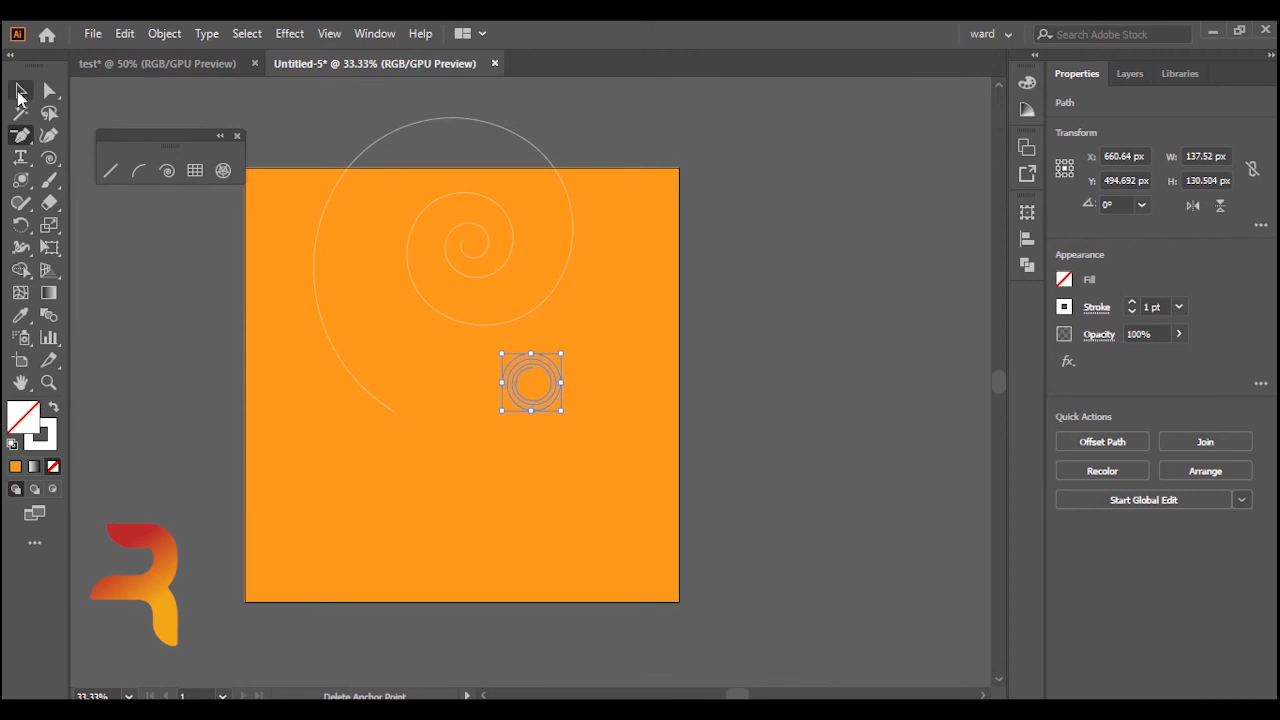 Ai File Edit Object Type Select Effect View Window Help ward Search Adobe Stock
test* @ 50% (RGB/GPU Preview) Untitled-5* @ 33.33% (RGB/GPU Preview)
Properties Layers Libraries
Path
Transform
X: 660.64 px W: 137.52 px
Y: 494.692 px H: 130.504 px
0°
Appearance
Fill
Stroke 1 pt
Opacity 100%
fx.
Quick Actions
Offset Path Join
Recolor Arrange
Start Global Edit
33.33% 1 Delete Anchor Point